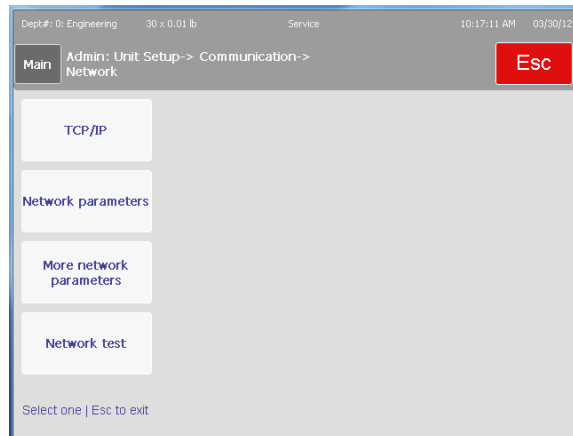 Dept#: 0: Engineering 30 x 0.01 lb Service 10:17:11 AM 03/30/12
Main
Admin: Unit Setup-> Communication->
Network
Esc
TCP/IP
Network parameters
More network
parameters
Network test
Select one | Esc to exit